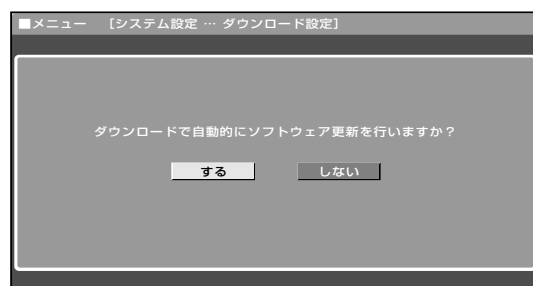 ■メニュー [システム設定 … ダウンロード設定]
ダウンロードで自動的にソフトウェア更新を行いますか？
する しない